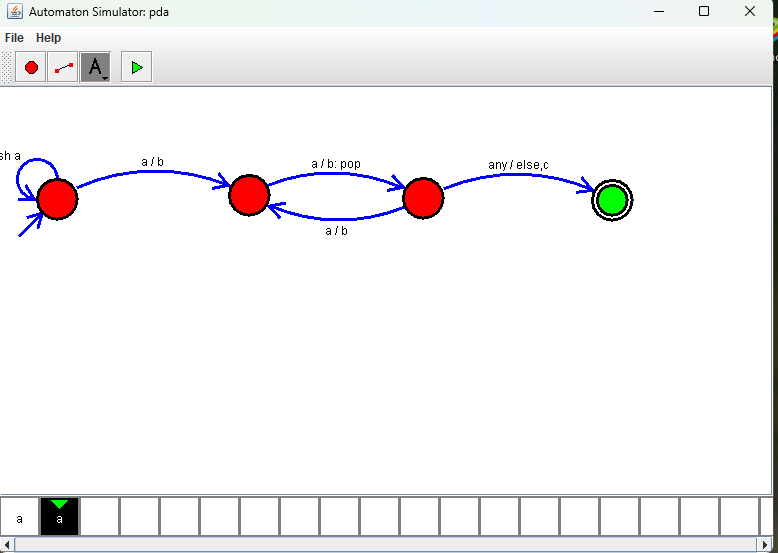 Automaton Simulator: pda
File Help
A
sh a
a / b
a / b: pop
any / else,c
a / b
a a